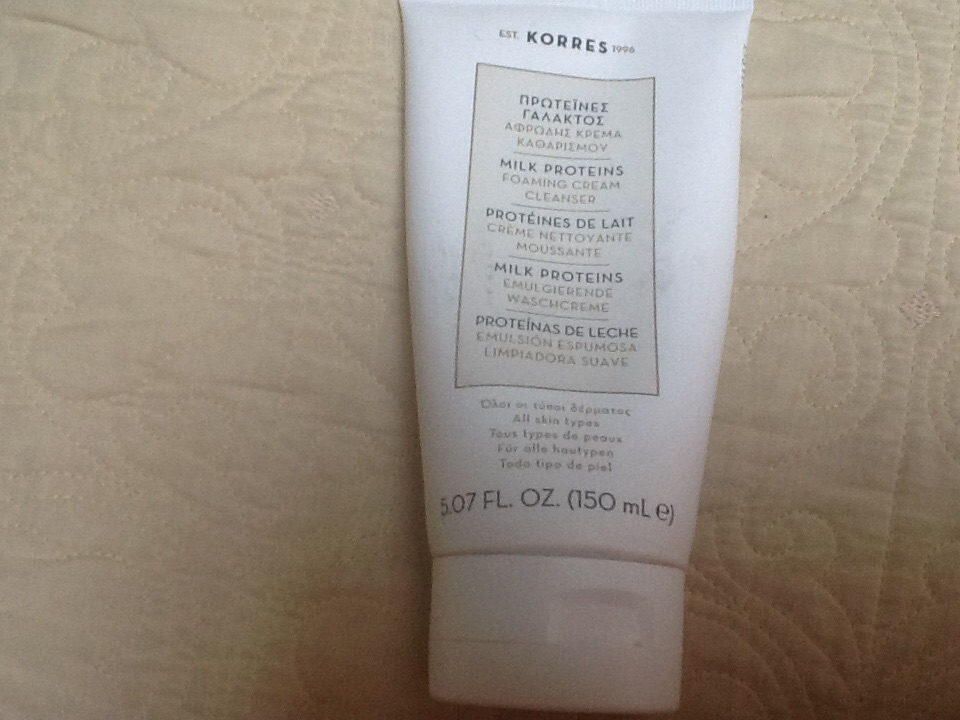 EST. KORRES 1996
ΠΡΩΤΕΪΝΕΣ
ΓΑΛΑΚΤΟΣ
ΑΦΡΩΔΗΣ ΚΡΕΜΑ
ΚΑΘΑΡΙΣΜΟΥ
MILK PROTEINS
FOAMING CREAM
CLEANSER
PROTÉINES DE LAIT
CRÈME NETTOYANTE
MOUSSANTE
MILK PROTEINS
EMULGIERENDE
WASCHCREME
PROTEÍNAS DE LECHE
EMULSIÓN ESPUMOSA
LIMPIADORA SUAVE
Όλοι οι τύποι δέρματος
All skin types
Tous types de peaux
Für alle hautypen
Todo tipo de piel
5.07 FL. OZ. (150 mL e)